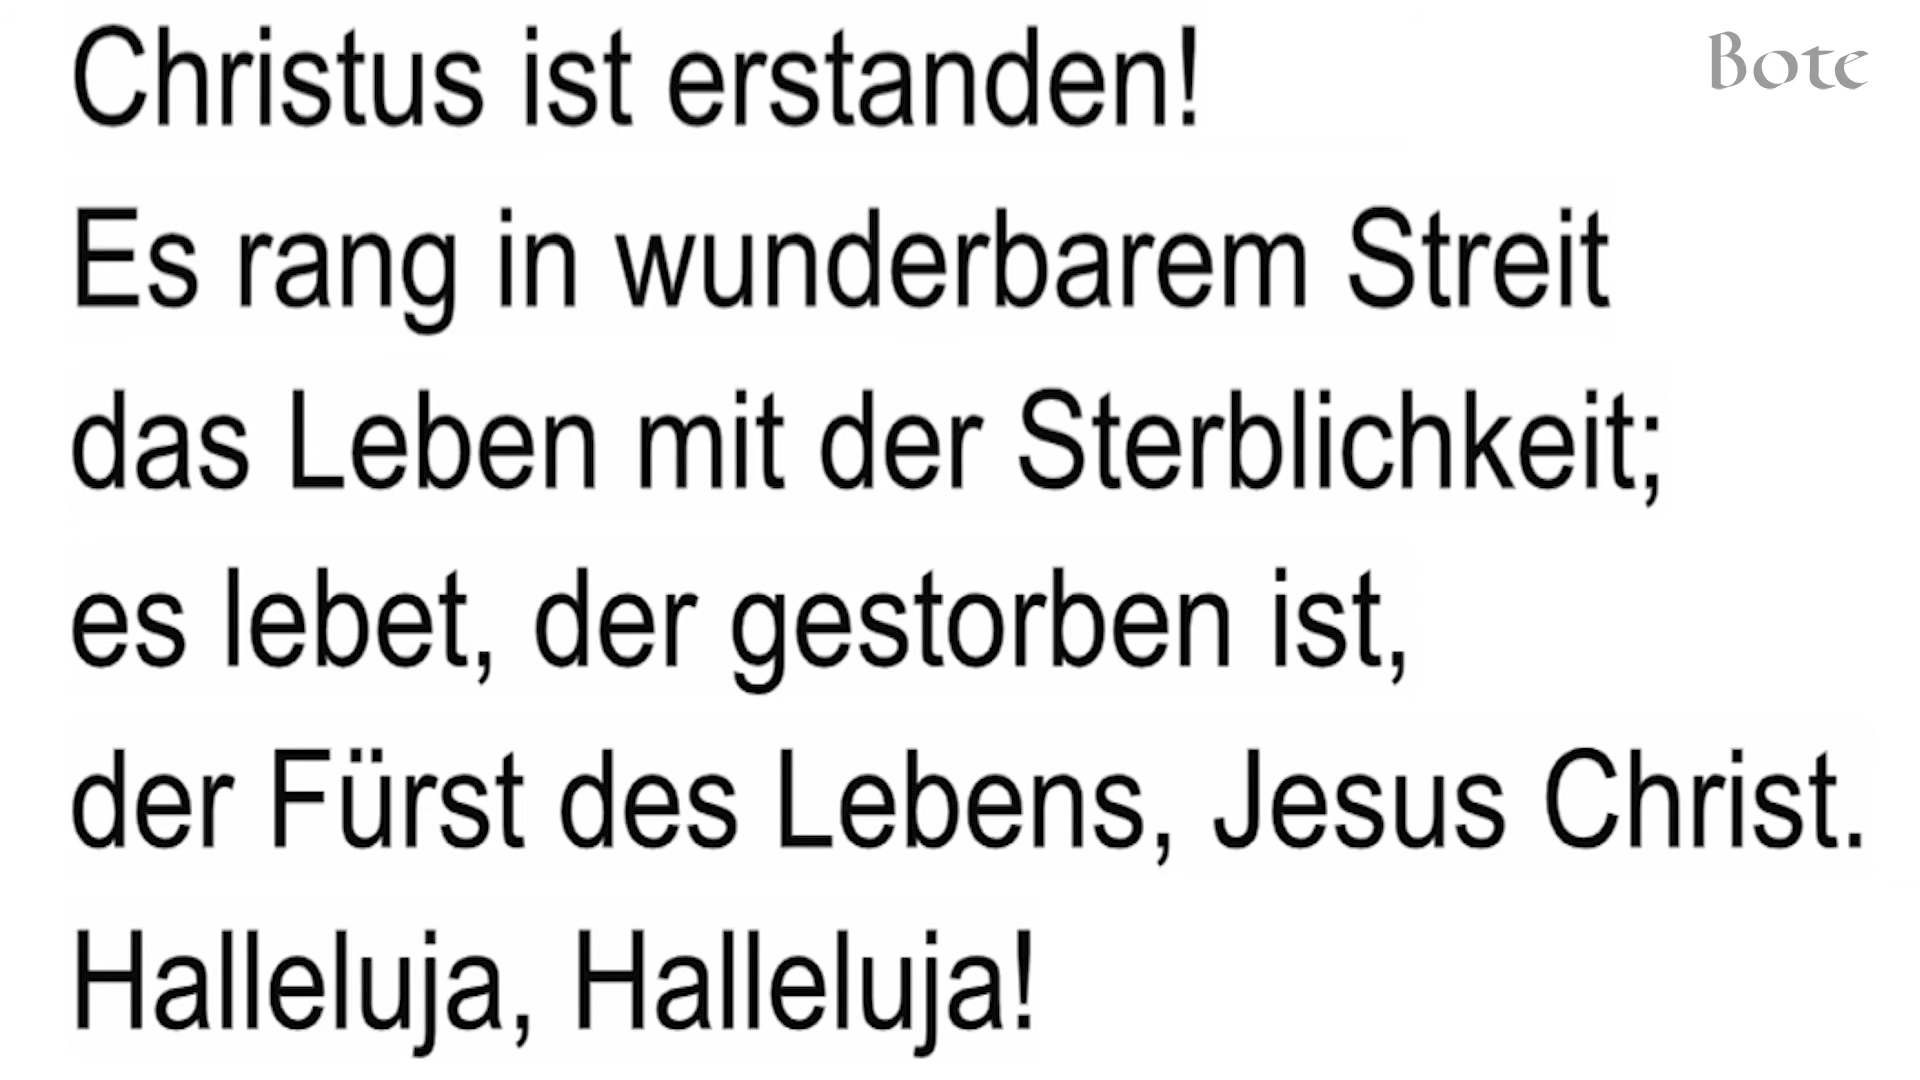 Christus ist erstanden!
Bote
Es rang in wunderbarem Streit
das Leben mit der Sterblichkeit;
es lebet, der gestorben ist,
der Fürst des Lebens, Jesus Christ.
Halleluja, Halleluja!